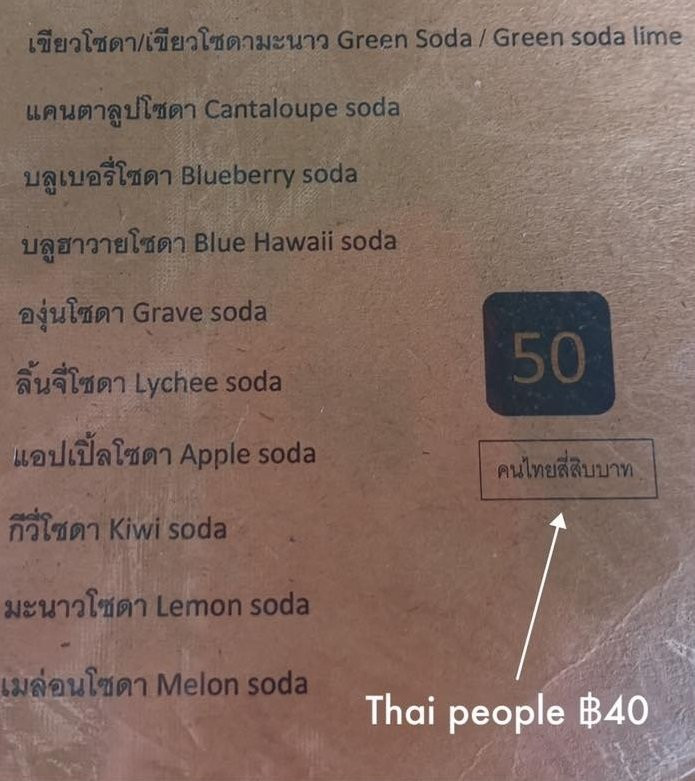 เขียวโซดา/เขียวโซดามะนาว Green Soda / Green soda lime
แคนตาลูปโซดา Cantaloupe soda
บลูเบอรี่โซดา Blueberry soda
บลูฮาวายโซดา Blue Hawaii soda
องุ่นโซดา Grave soda
ลิ้นจี่โซดา Lychee soda
50
แอปเปิ้ลโซดา Apple soda
คนไทยสี่สิบบาท
กีวี่โซดา Kiwi soda
มะนาวโซดา Lemon soda
เมล่อนโซดา Melon soda
Thai people ฿40